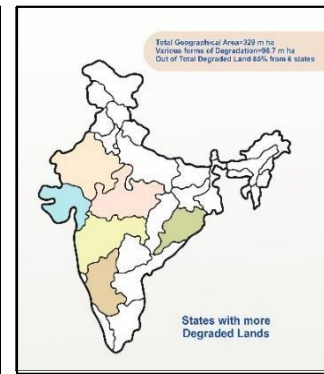 Total Geographical Area=329 m ha
Various forms of Degradation=98.7 m ha
Out of Total Degraded Land 85% from 6 states
States with more
Degraded Lands